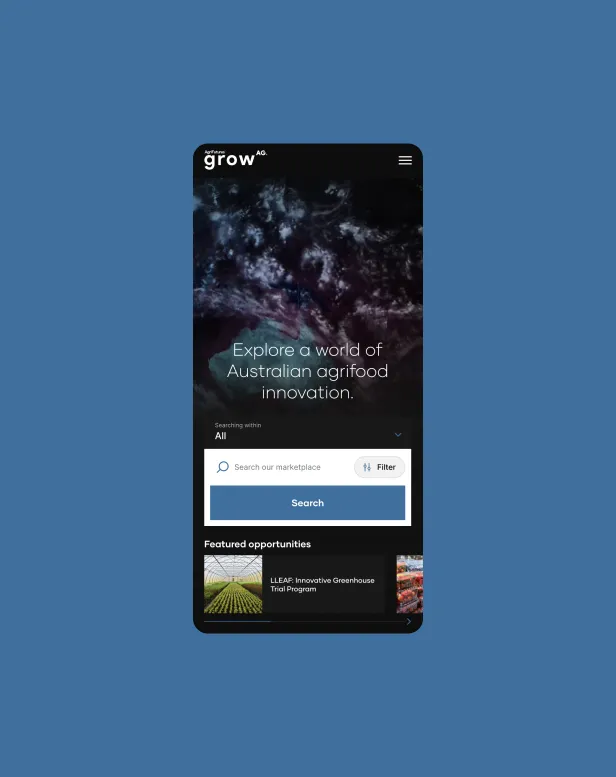 AgriFutures
grow AG.
Explore a world of
Australian agrifood
innovation.
Searching within
All
Search our marketplace
Filter
Search
Featured opportunities
LLEAF: Innovative Greenhouse
Trial Program